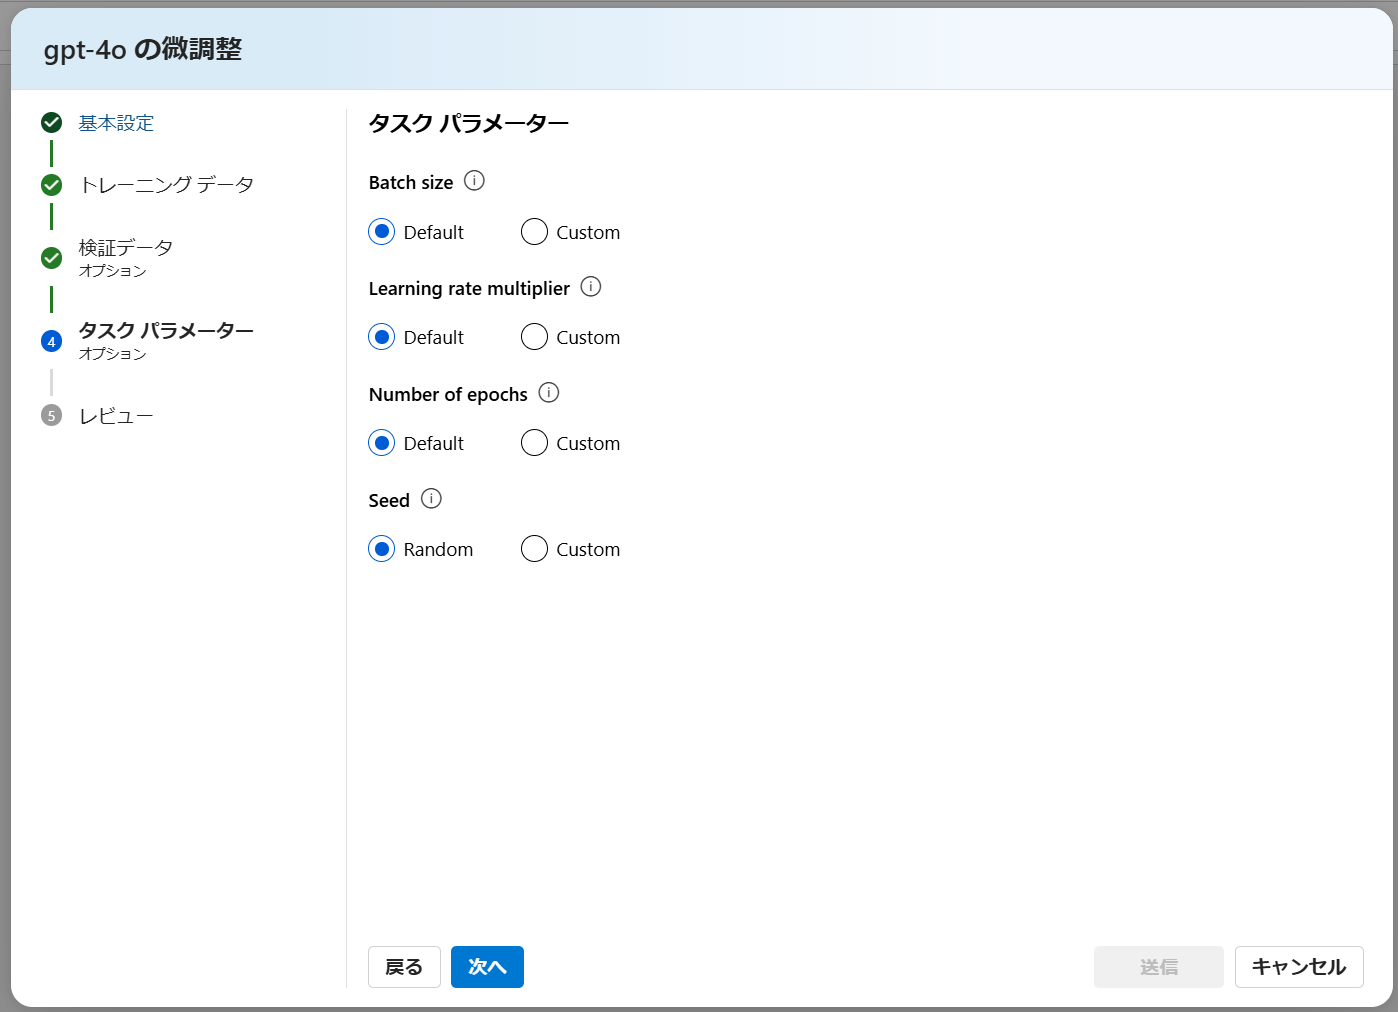 gpt-4o の微調整
基本設定
トレーニング データ
検証データ
オプション
4
タスク パラメーター
オプション
5
レビュー
タスク パラメーター
Batch size
Default
Custom
Learning rate multiplier
Default
Custom
Number of epochs
Default
Custom
Seed
Random
Custom
戻る
次へ
送信
キャンセル